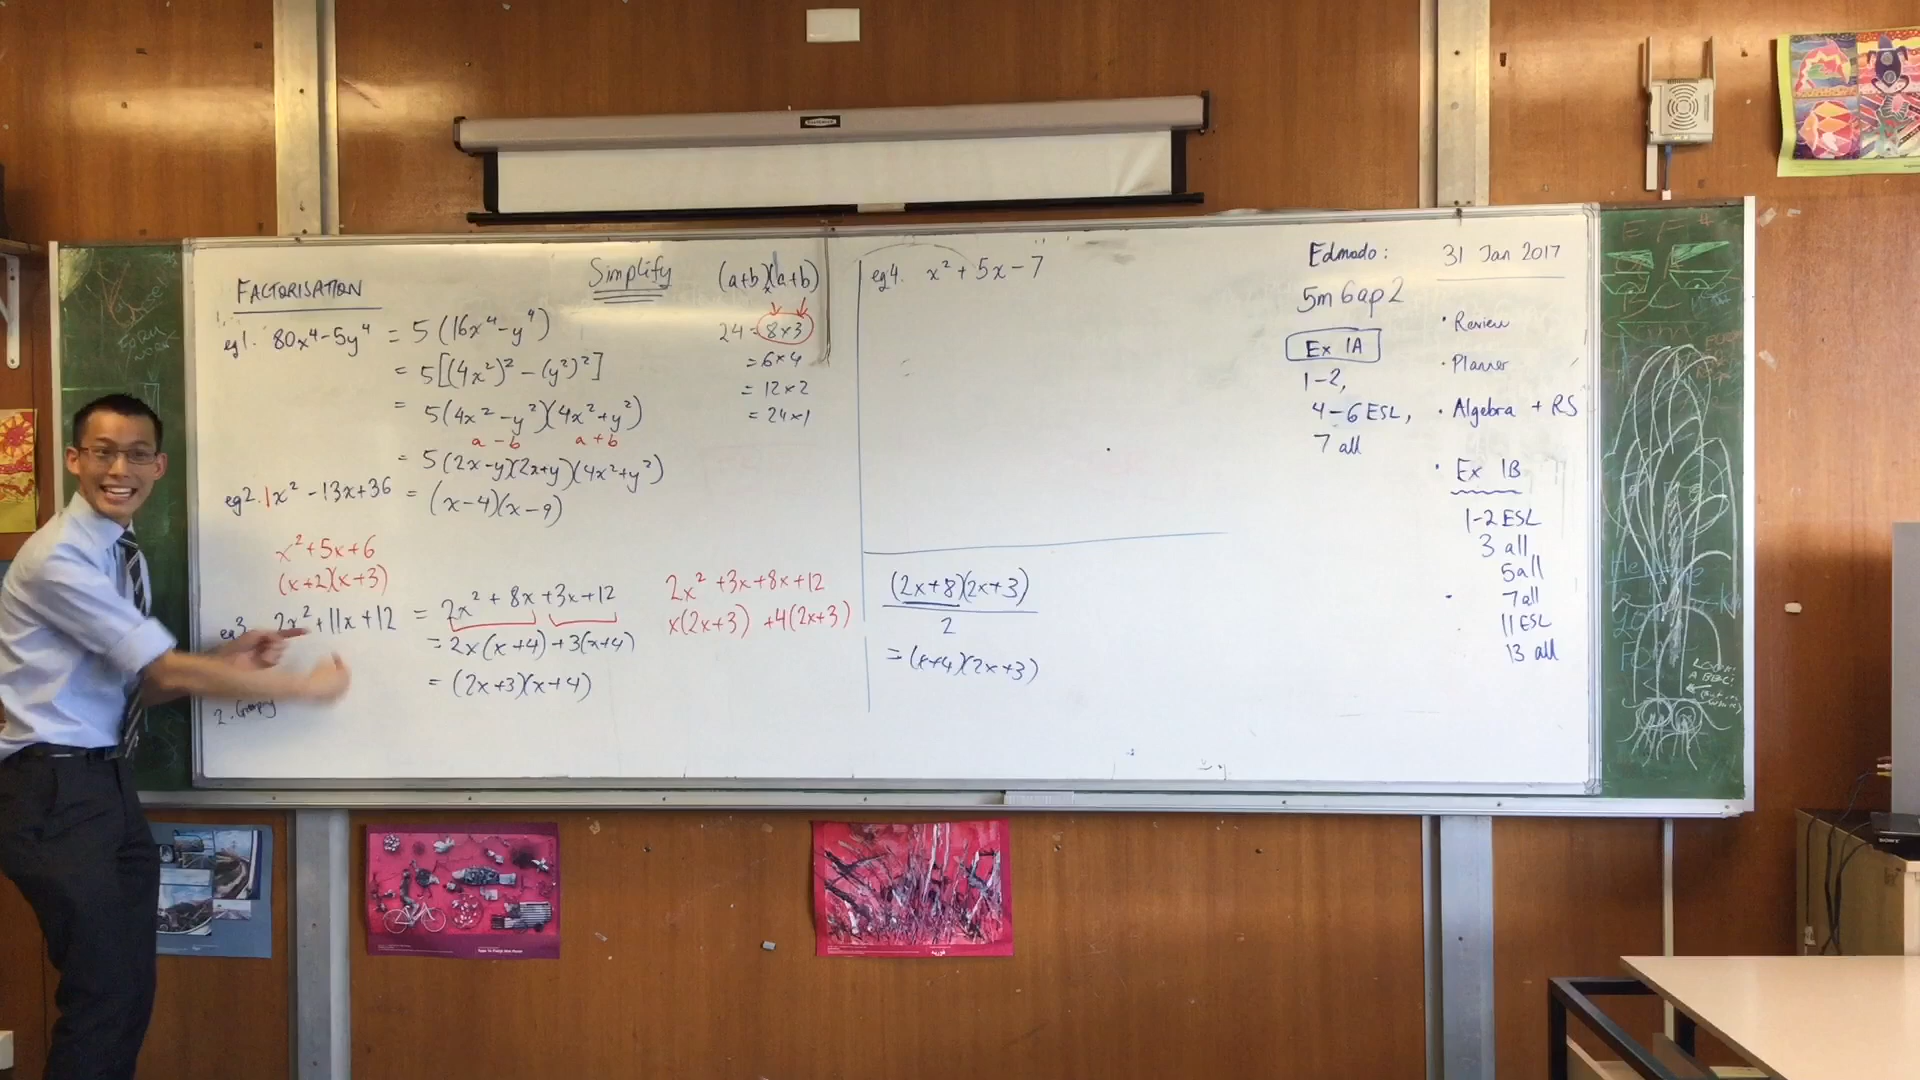 FACTORISATION
Simplify
(a+b)(a+b)
24 = 8×3
= 6×4
= 12×2
= 24×1
eg1. 80x⁴-5y⁴ = 5(16x⁴-y⁴)
= 5[(4x²)²-(y²)²]
= 5(4x²-y²)(4x²+y²)
a-b a+b
= 5(2x-y)(2x+y)(4x²+y²)
eg2. 1x²-13x+36 = (x-4)(x-9)
x²+5x+6
(x+2)(x+3)
eg3 2x²+11x+12 = 2x²+8x+3x+12
= 2x(x+4)+3(x+4)
= (2x+3)(x+4)
2. Grouping
2x²+3x+8x+12
x(2x+3) +4(2x+3)
eg4. x²+5x-7
(2x+8)(2x+3)
2
= (x+4)(2x+3)
Edmodo:
5m6ap2
Ex 1A
1-2,
4-6 ESL,
7 all
31 Jan 2017
• Review
• Planner
• Algebra + RS
• Ex 1B
1-2 ESL
3 all
5 all
7 all
11 ESL
13 all
LOOK!